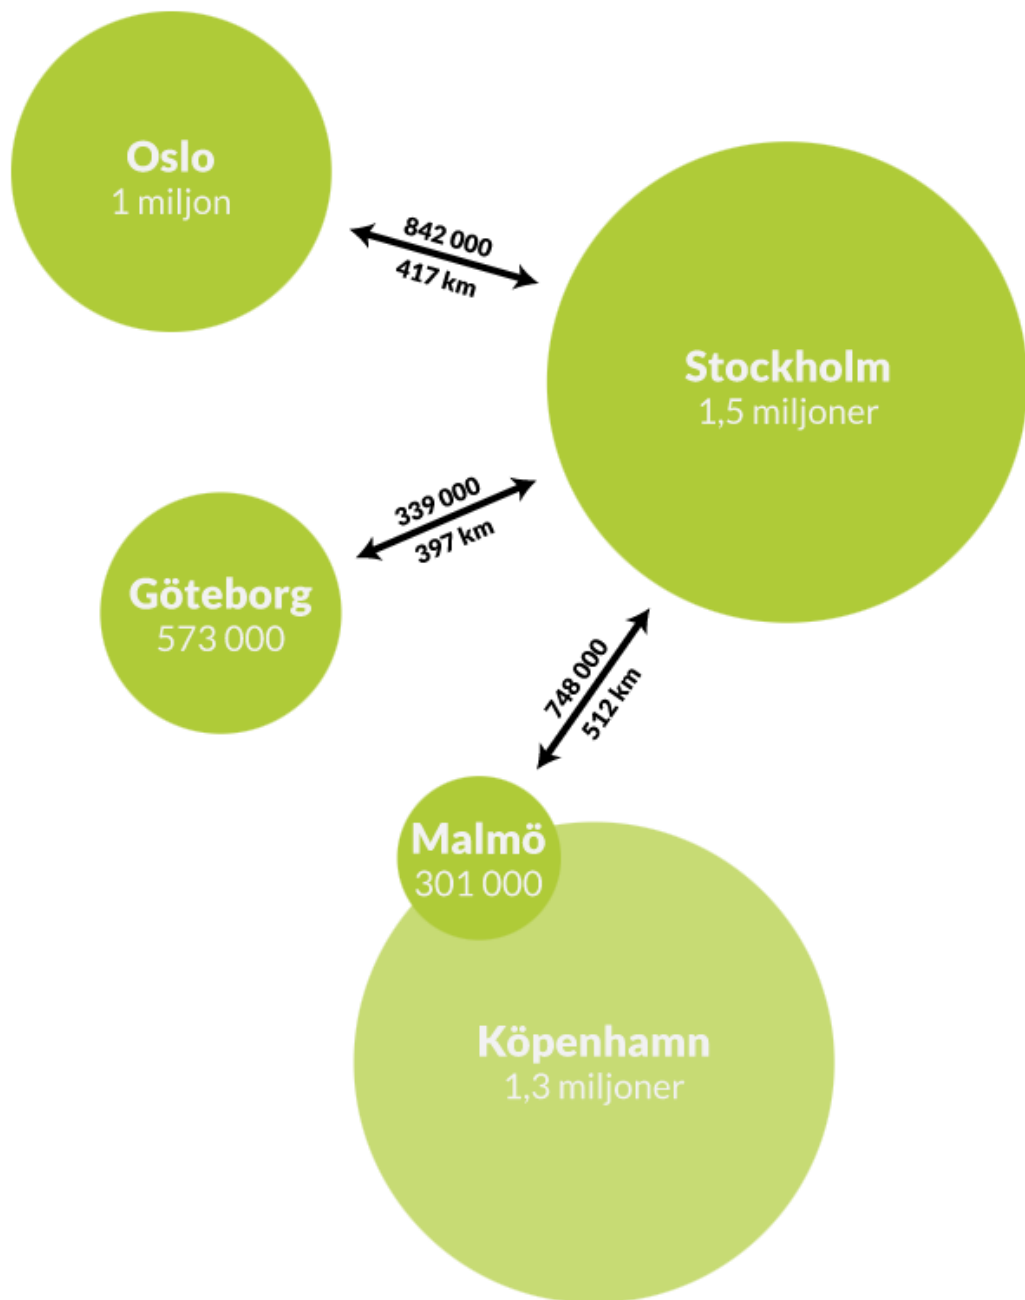 Oslo
1 miljon
842 000
417 km
Stockholm
1,5 miljoner
339 000
397 km
Göteborg
573 000
748 000
512 km
Malmö
301 000
Köpenhamn
1,3 miljoner